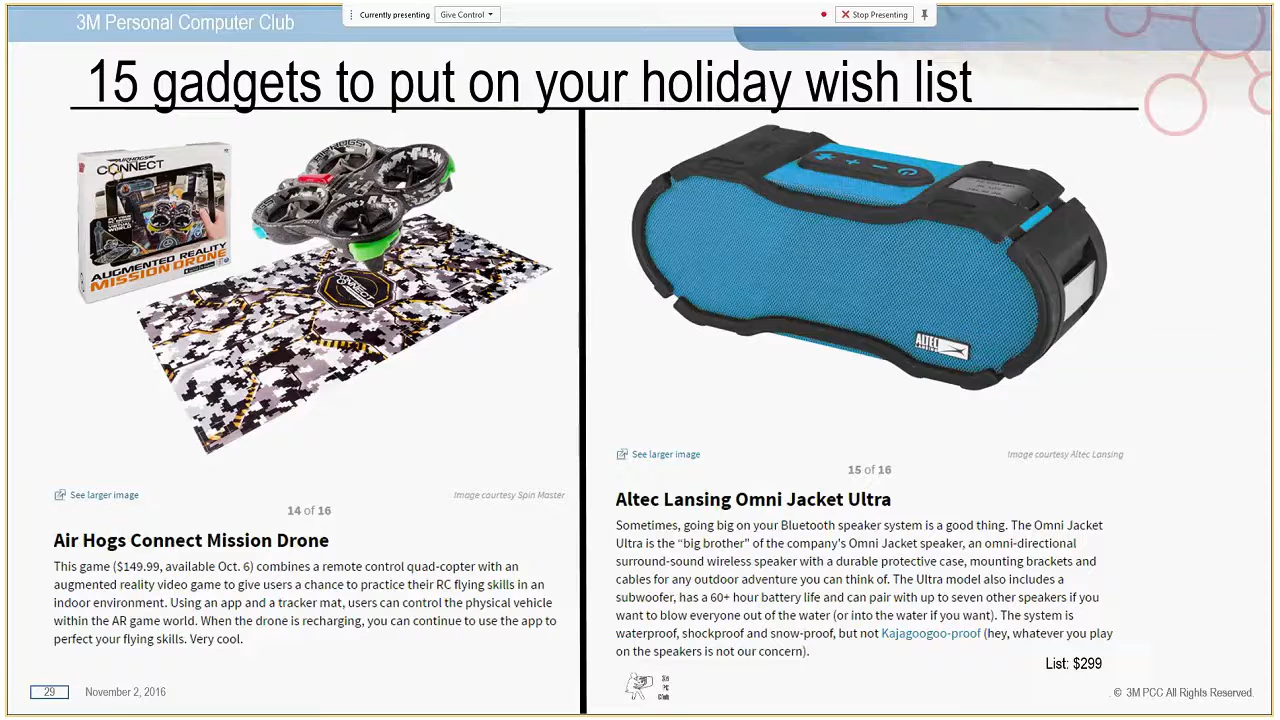 3M Personal Computer Club
Currently presenting
Give Control
Stop Presenting
15 gadgets to put on your holiday wish list
AIRHOGS
CONNECT
AUGMENTED REALITY
MISSION DRONE
AIRHOGS
CONNECT
See larger image
Image courtesy Spin Master
14 of 16
Air Hogs Connect Mission Drone
This game ($149.99, available Oct. 6) combines a remote control quad-copter with an
augmented reality video game to give users a chance to practice their RC flying skills in an
indoor environment. Using an app and a tracker mat, users can control the physical vehicle
within the AR game world. When the drone is recharging, you can continue to use the app to
perfect your flying skills. Very cool.
ALTEC
LANSING
See larger image
Image courtesy Altec Lansing
15 of 16
Altec Lansing Omni Jacket Ultra
Sometimes, going big on your Bluetooth speaker system is a good thing. The Omni Jacket
Ultra is the “big brother” of the company's Omni Jacket speaker, an omni-directional
surround-sound wireless speaker with a durable protective case, mounting brackets and
cables for any outdoor adventure you can think of. The Ultra model also includes a
subwoofer, has a 60+ hour battery life and can pair with up to seven other speakers if you
want to blow everyone out of the water (or into the water if you want). The system is
waterproof, shockproof and snow-proof, but not Kajagoogoo-proof (hey, whatever you play
on the speakers is not our concern).
List: $299
29
November 2, 2016
3M
PC
Club
© 3M PCC All Rights Reserved.